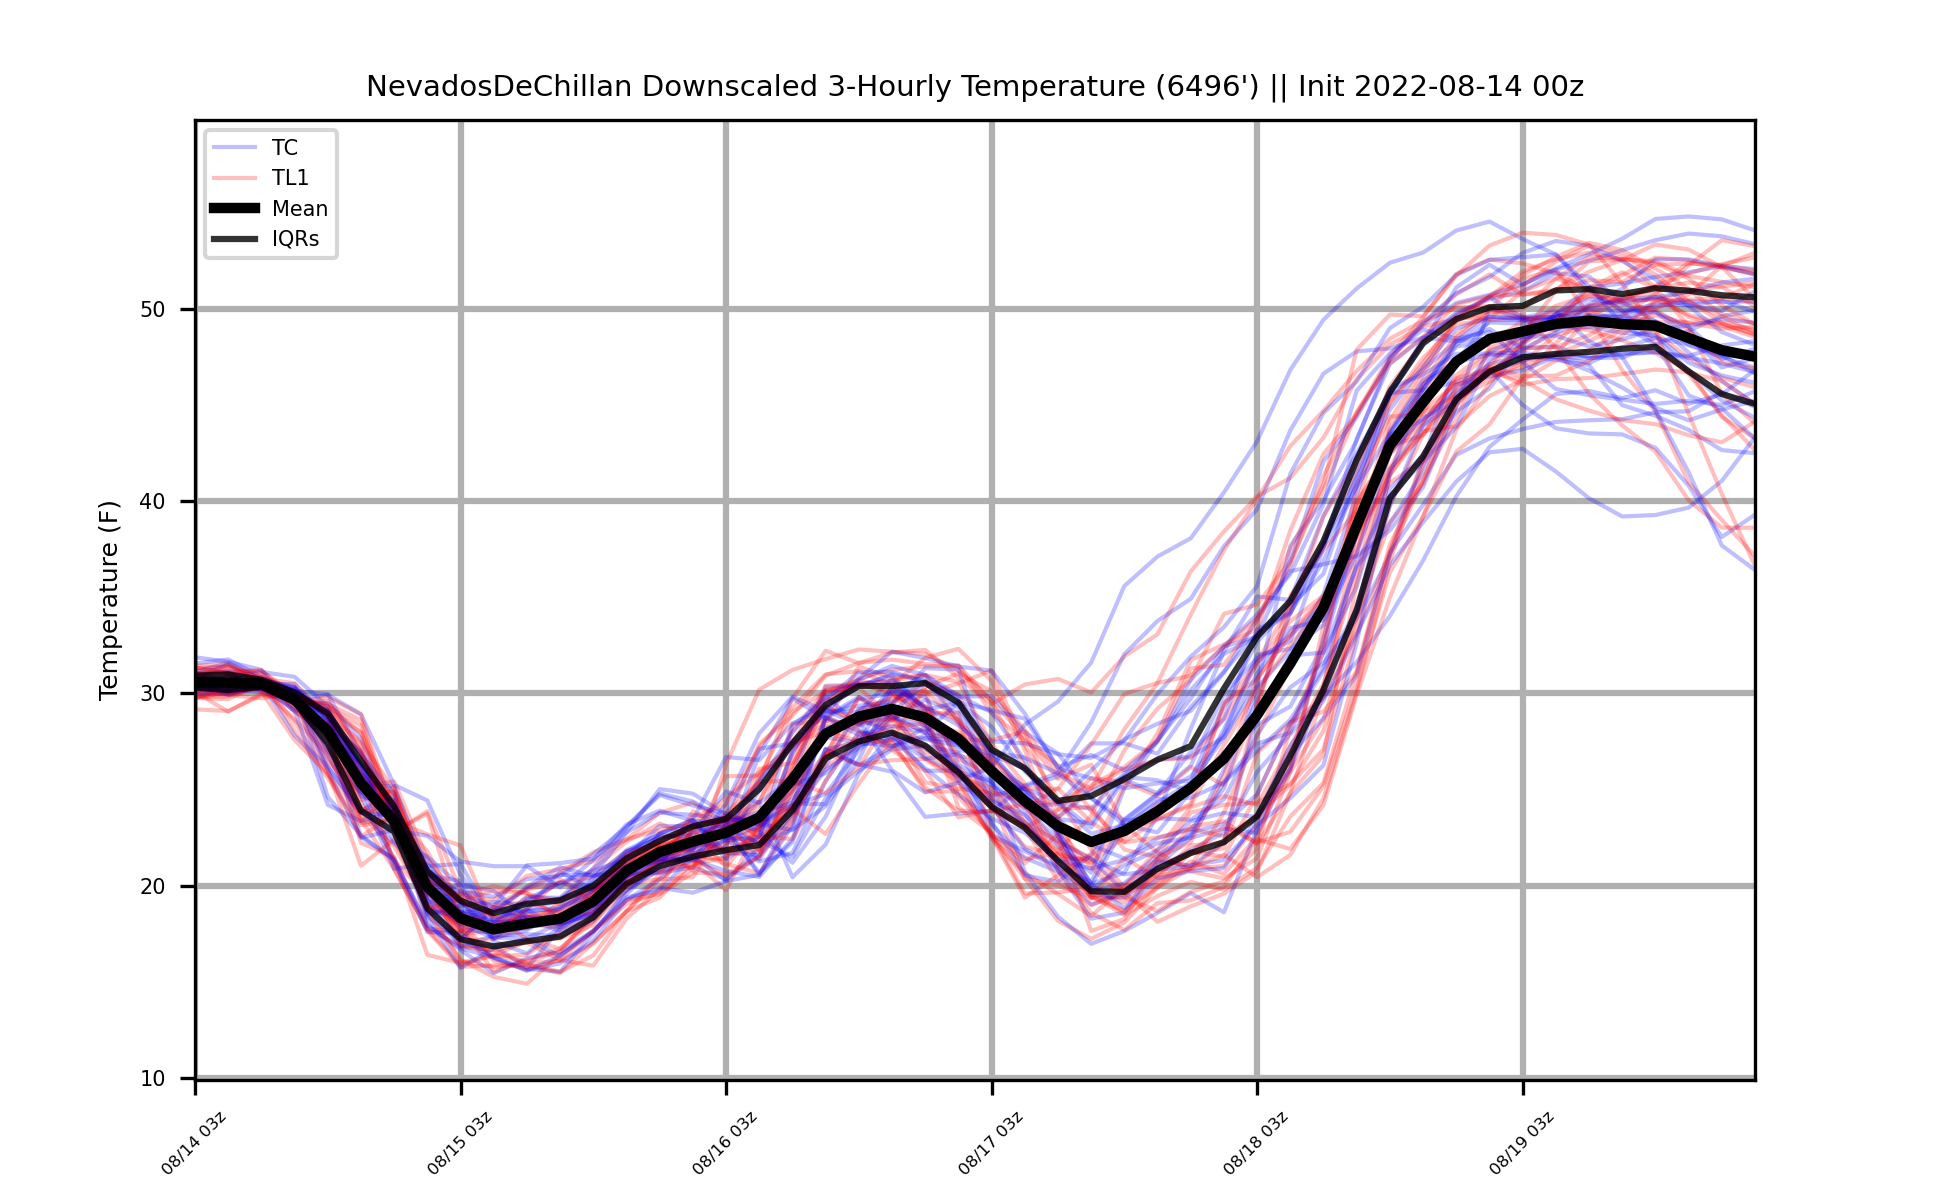 NevadosDeChillan Downscaled 3-Hourly Temperature (6496') || Init 2022-08-14 00z
TC
TL1
Mean
IQRs
Temperature (F)
50
40
30
20
10
08/14 03z
08/15 03z
08/16 03z
08/17 03z
08/18 03z
08/19 03z